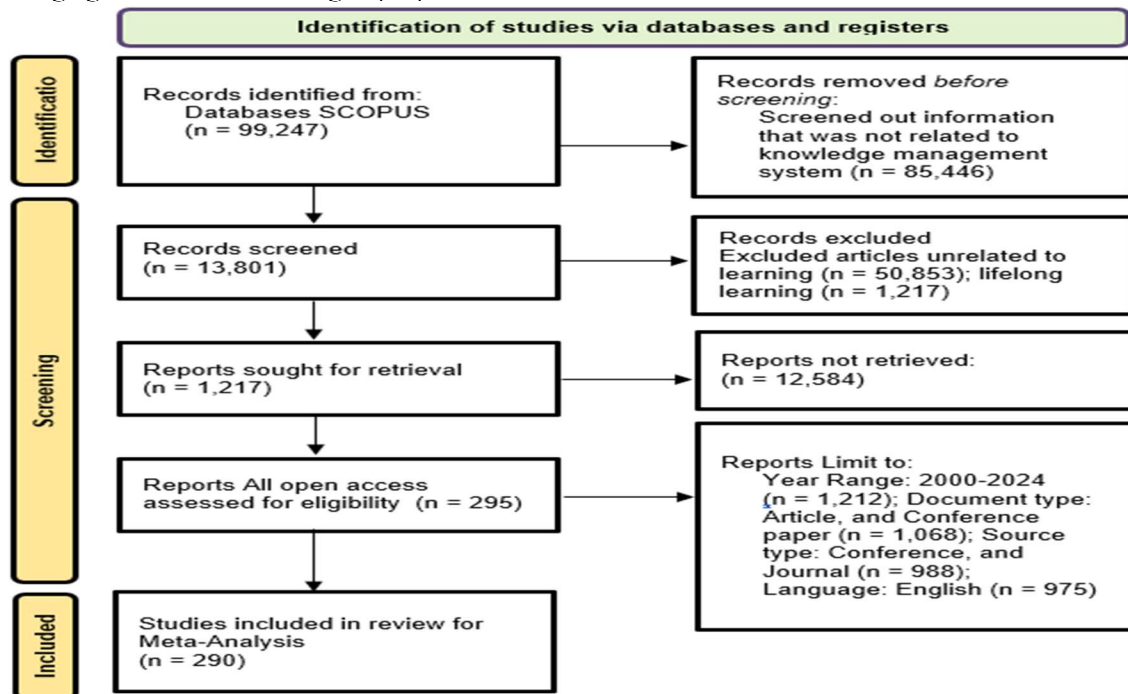 Identification of studies via databases and registers
Identificatio
Records identified from:
Databases SCOPUS
(n = 99,247)
Records removed before
screening:
Screened out information
that was not related to
knowledge management
system (n = 85,446)
Screening
Records screened
(n = 13,801)
Records excluded
Excluded articles unrelated to
learning (n = 50,853); lifelong
learning (n = 1,217)
Reports sought for retrieval
(n = 1,217)
Reports not retrieved:
(n = 12,584)
Reports All open access
assessed for eligibility (n = 295)
Reports Limit to:
Year Range: 2000-2024
(n = 1,212); Document type:
Article, and Conference
paper (n = 1,068); Source
type: Conference, and
Journal (n = 988);
Language: English (n = 975)
Included
Studies included in review for
Meta-Analysis
(n = 290)